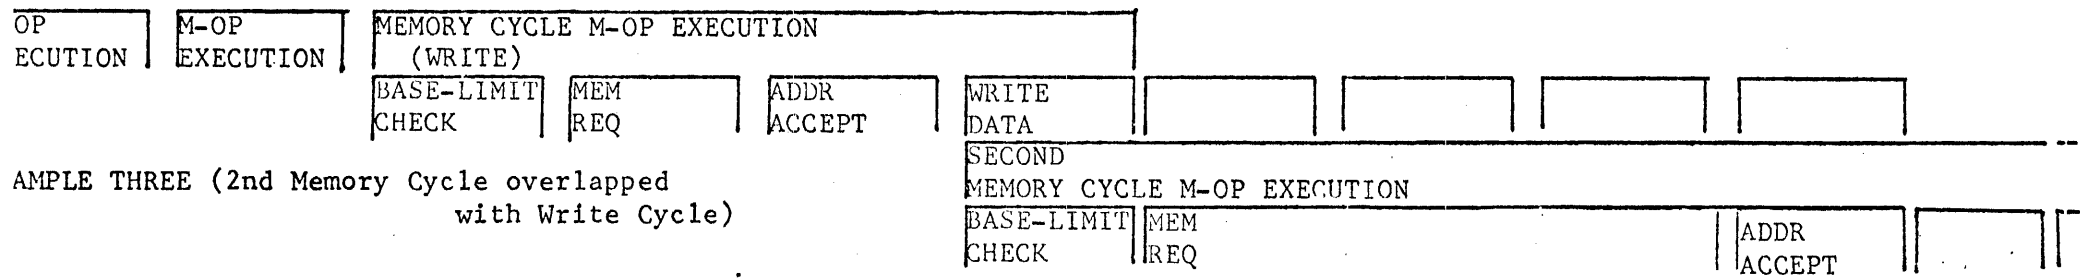 OP M-OP MEMORY CYCLE M-OP EXECUTION
ECUTION EXECUTION (WRITE)
BASE-LIMIT MEM ADDR WRITE
CHECK REQ ACCEPT DATA
SECOND
AMPLE THREE (2nd Memory Cycle overlapped MEMORY CYCLE M-OP EXECUTION
with Write Cycle)
BASE-LIMIT MEM ADDR
CHECK REQ ACCEPT